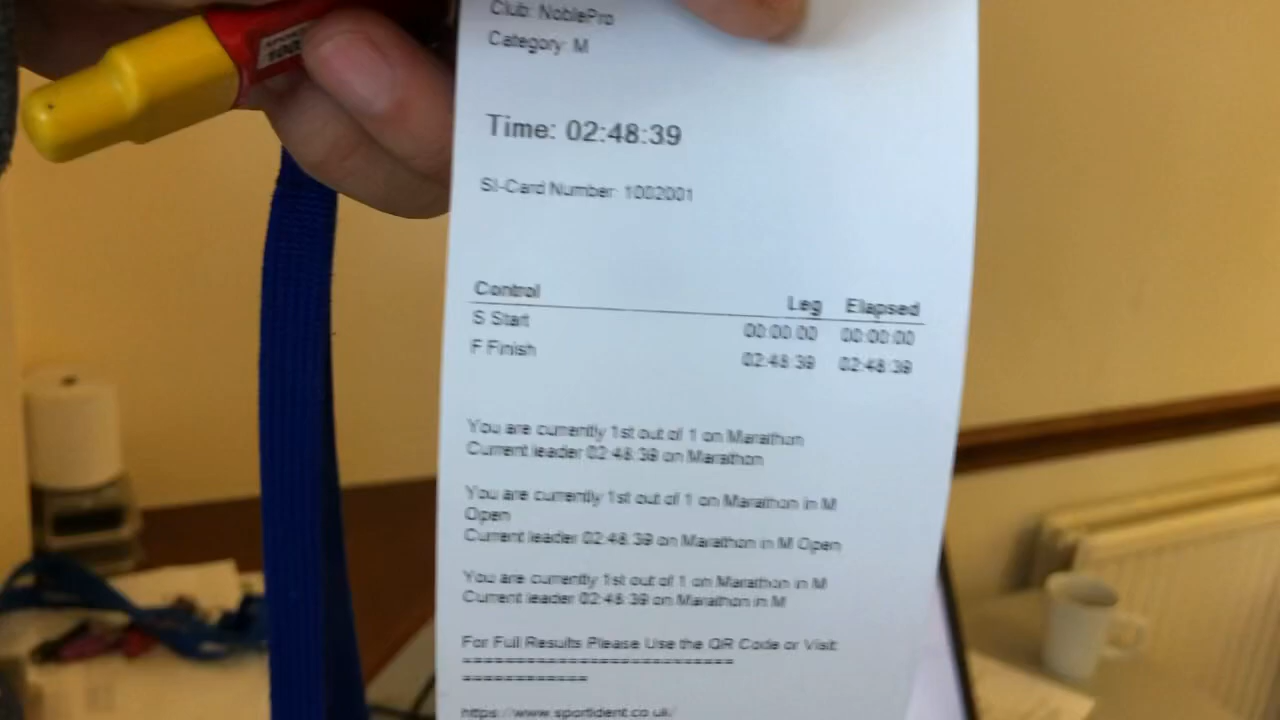 Club: NoblePro
Category: M
Time: 02:48:39
SI-Card Number: 1002001
Control Leg Elapsed
S Start 00:00:00 00:00:00
F Finish 02:48:39 02:48:39
You are currently 1st out of 1 on Marathon
Current leader 02:48:39 on Marathon
You are currently 1st out of 1 on Marathon in M
Open
Current leader 02:48:39 on Marathon in M Open
You are currently 1st out of 1 on Marathon in M
Current leader 02:48:39 on Marathon in M
For Full Results Please Use the QR Code or Visit:
==========================
============
https://www.sportident.co.uk/